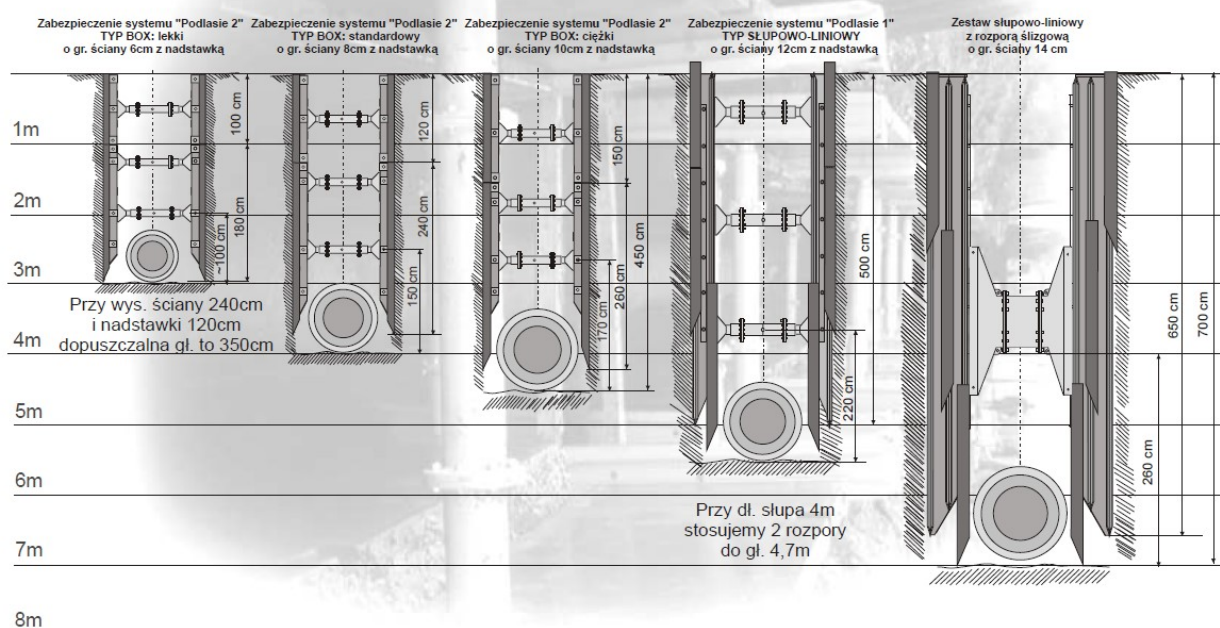 Zabezpieczenie systemu "Podlasie 2"
TYP BOX: lekki
o gr. ściany 6cm z nadstawką
Zabezpieczenie systemu "Podlasie 2"
TYP BOX: standardowy
o gr. ściany 8cm z nadstawką
Zabezpieczenie systemu "Podlasie 2"
TYP BOX: ciężki
o gr. ściany 10cm z nadstawką
Zabezpieczenie systemu "Podlasie 1"
TYP SŁUPOWO-LINIOWY
o gr. ściany 12cm z nadstawką
Zestaw słupowo-liniowy
z rozporą ślizgową
o gr. ściany 14 cm
1m
2m
3m
4m
5m
6m
7m
8m
100 cm
180 cm
~100 cm
120 cm
240 cm
150 cm
150 cm
450 cm
260 cm
170 cm
500 cm
220 cm
650 cm
700 cm
260 cm
Przy wys. ściany 240cm
i nadstawki 120cm
dopuszczalna gł. to 350cm
Przy dł. słupa 4m
stosujemy 2 rozpory
do gł. 4,7m